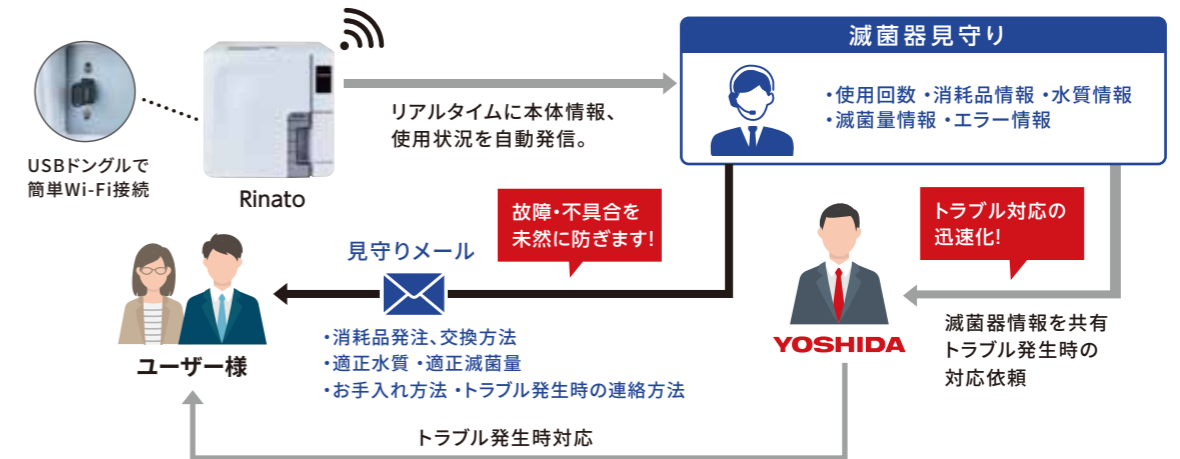 滅菌器見守り
・使用回数 ・消耗品情報 ・水質情報
・滅菌量情報 ・エラー情報
リアルタイムに本体情報、
使用状況を自動発信。
USBドングルで
簡単Wi-Fi接続
Rinato
故障・不具合を
未然に防ぎます!
トラブル対応の
迅速化!
見守りメール
・消耗品発注、交換方法
・適正水質 ・適正滅菌量
・お手入れ方法 ・トラブル発生時の連絡方法
ユーザー様
YOSHIDA
滅菌器情報を共有
トラブル発生時の
対応依頼
トラブル発生時対応